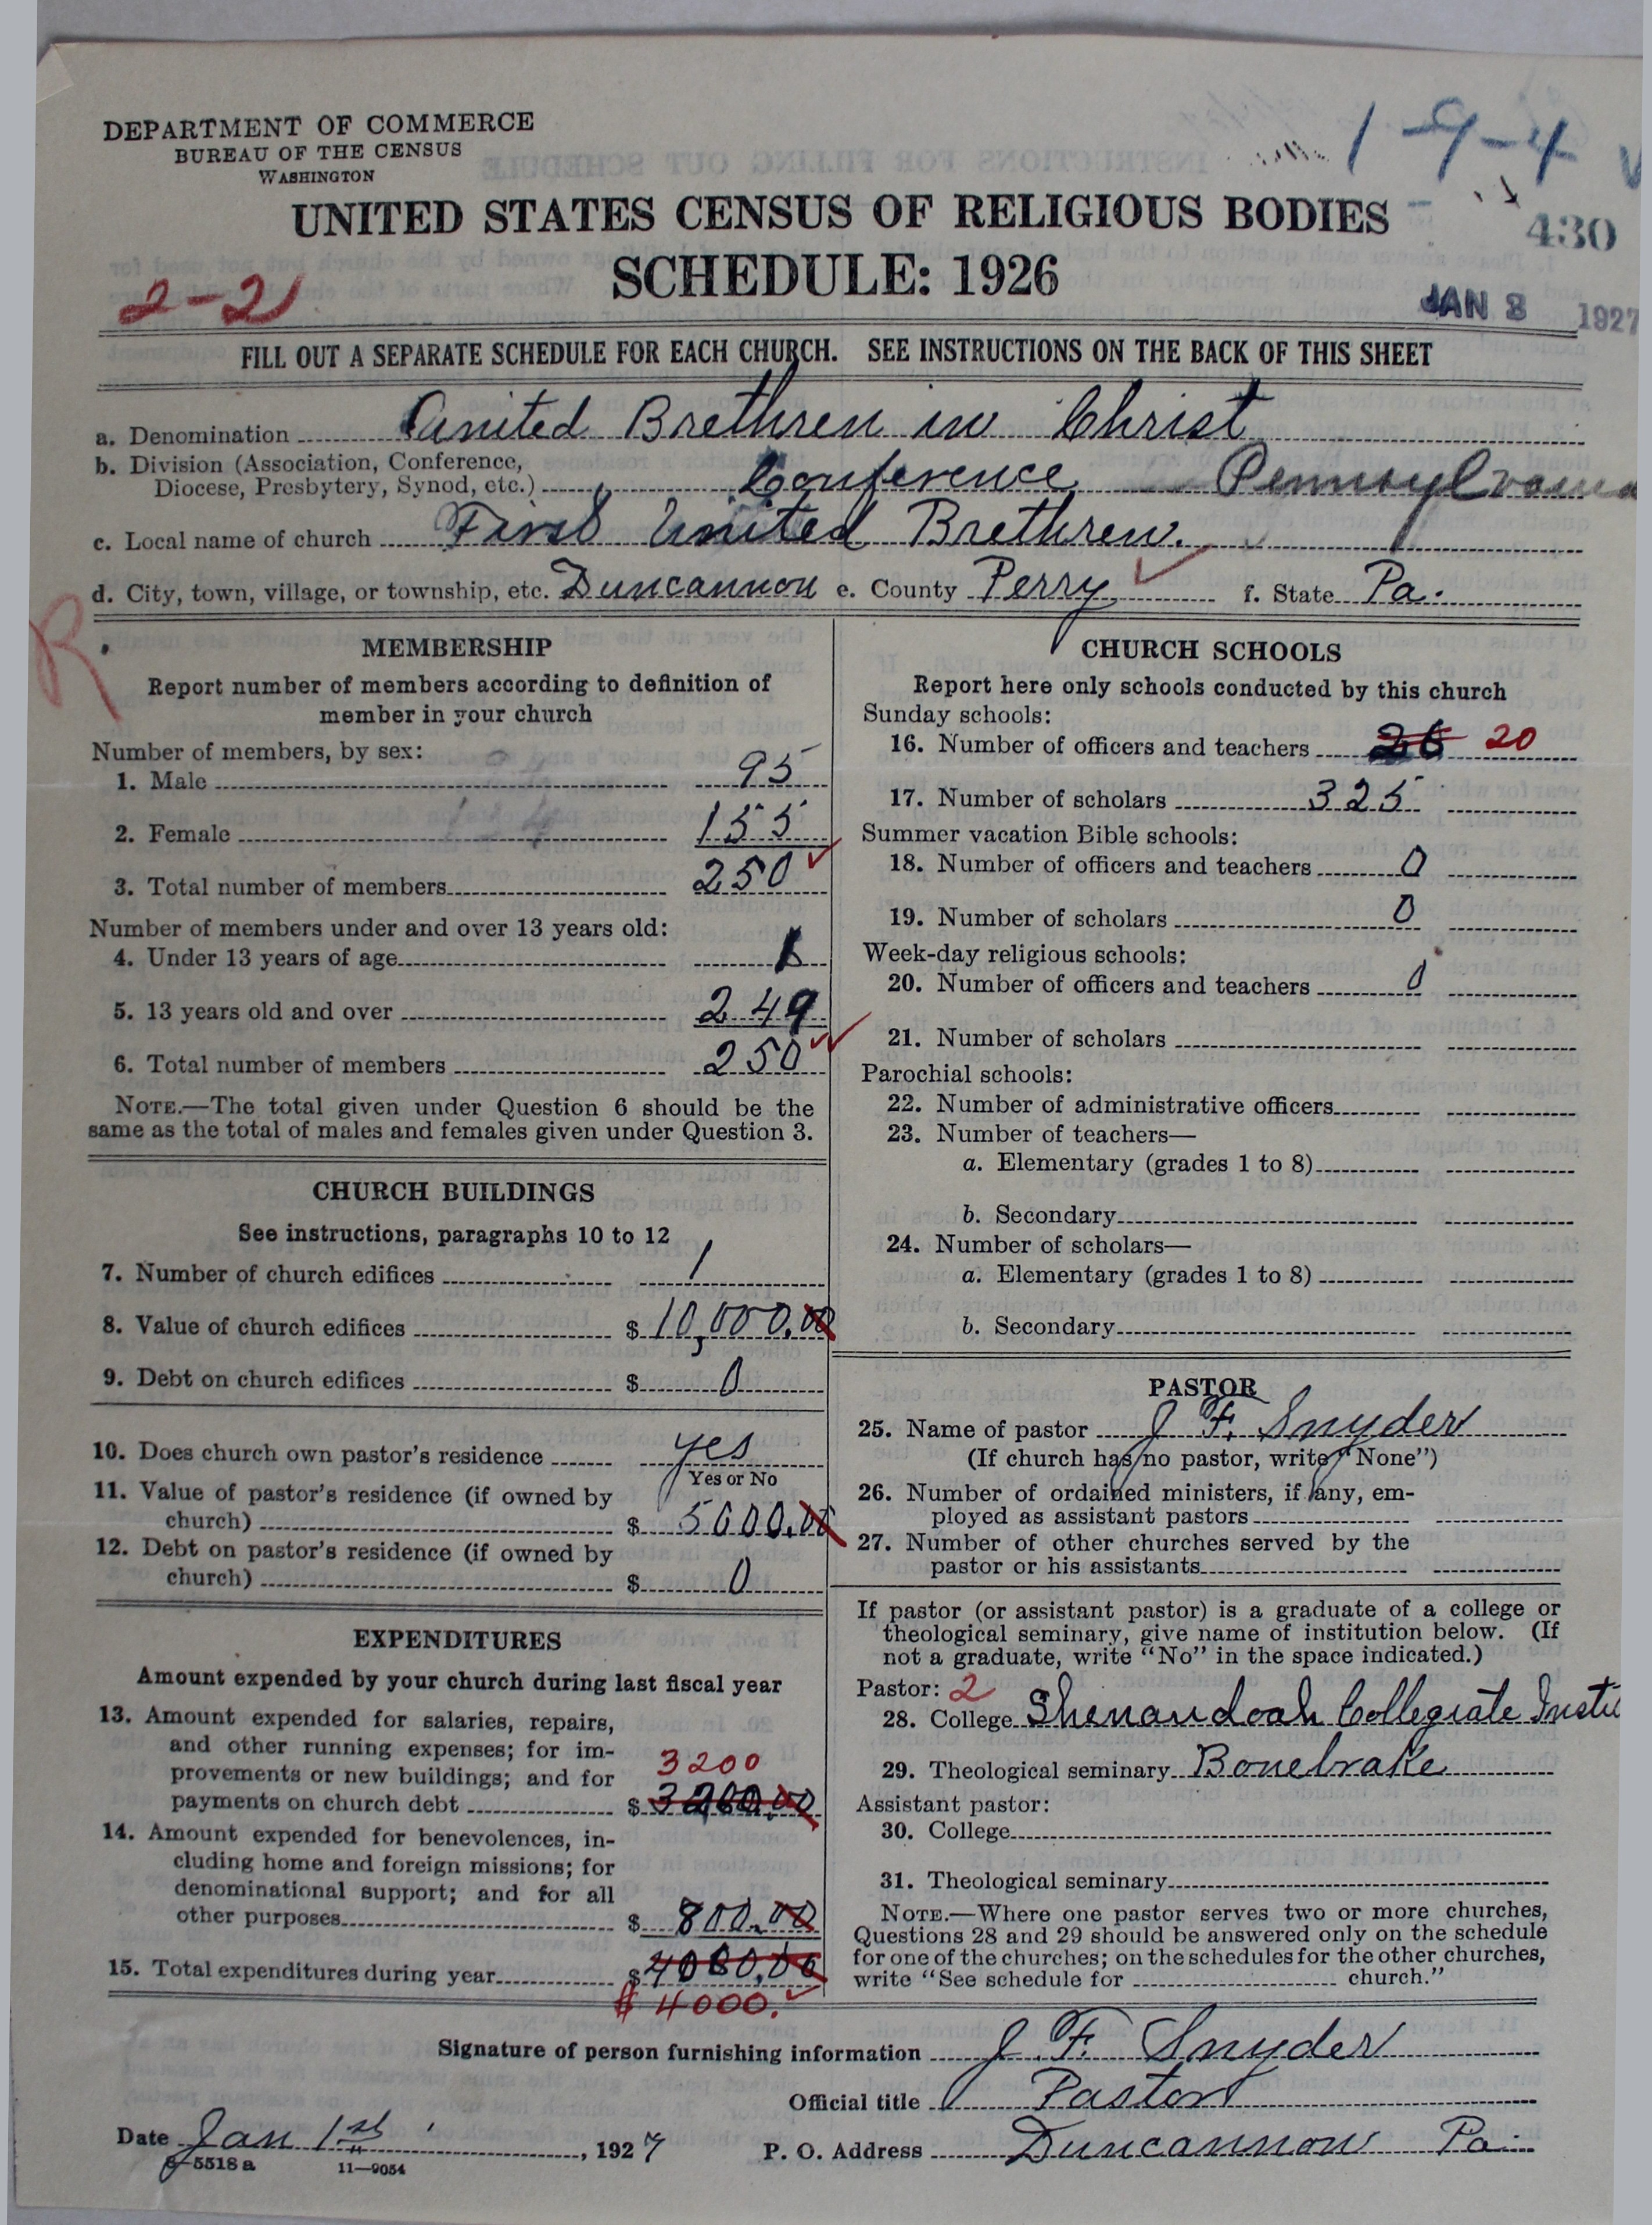 DEPARTMENT OF COMMERCE
BUREAU OF THE CENSUS
WASHINGTON
1-9-4
UNITED STATES CENSUS OF RELIGIOUS BODIES
430
SCHEDULE: 1926
2-21
JAN 8 1927
FILL OUT A SEPARATE SCHEDULE FOR EACH CHURCH. SEE INSTRUCTIONS ON THE BACK OF THIS SHEET
a. Denomination United Brethren in Christ
b. Division (Association, Conference,
Diocese, Presbytery, Synod, etc.) Conference Pennsylvania
c. Local name of church First United Brethren.
d. City, town, village, or township, etc. Duncannon e. County Perry f. State Pa.
R
MEMBERSHIP
Report number of members according to definition of
member in your church
Number of members, by sex:
1. Male 95
2. Female 155
3. Total number of members 250
Number of members under and over 13 years old:
4. Under 13 years of age 1
5. 13 years old and over 249
6. Total number of members 250
NOTE.—The total given under Question 6 should be the
same as the total of males and females given under Question 3.
CHURCH BUILDINGS
See instructions, paragraphs 10 to 12
7. Number of church edifices 1
8. Value of church edifices $ 10,000.00
9. Debt on church edifices $ 0
10. Does church own pastor's residence yes
Yes or No
11. Value of pastor's residence (if owned by
church) $ 5000.00
12. Debt on pastor's residence (if owned by
church) $ 0
EXPENDITURES
Amount expended by your church during last fiscal year
13. Amount expended for salaries, repairs,
and other running expenses; for im-
provements or new buildings; and for 3200
payments on church debt $
14. Amount expended for benevolences, in-
cluding home and foreign missions; for
denominational support; and for all
other purposes $ 800.00
15. Total expenditures during year $ 4080.00
$ 4000.
CHURCH SCHOOLS
Report here only schools conducted by this church
Sunday schools:
16. Number of officers and teachers 26 20
17. Number of scholars 325
Summer vacation Bible schools:
18. Number of officers and teachers 0
19. Number of scholars 0
Week-day religious schools:
20. Number of officers and teachers 0
21. Number of scholars
Parochial schools:
22. Number of administrative officers
23. Number of teachers—
a. Elementary (grades 1 to 8)
b. Secondary
24. Number of scholars—
a. Elementary (grades 1 to 8)
b. Secondary
PASTOR
25. Name of pastor J. F. Snyder
(If church has no pastor, write "None")
26. Number of ordained ministers, if any, em-
ployed as assistant pastors
27. Number of other churches served by the
pastor or his assistants
If pastor (or assistant pastor) is a graduate of a college or
theological seminary, give name of institution below. (If
not a graduate, write "No" in the space indicated.)
Pastor: 2
28. College Shenandoah Collegiate Insti
29. Theological seminary Bonebrake
Assistant pastor:
30. College
31. Theological seminary
NOTE.—Where one pastor serves two or more churches,
Questions 28 and 29 should be answered only on the schedule
for one of the churches; on the schedules for the other churches,
write "See schedule for church."
Signature of person furnishing information J. F. Snyder
Official title Pastor
Date Jan 1st, 1927 P. O. Address Duncannon Pa.
8-5518a 11—9054